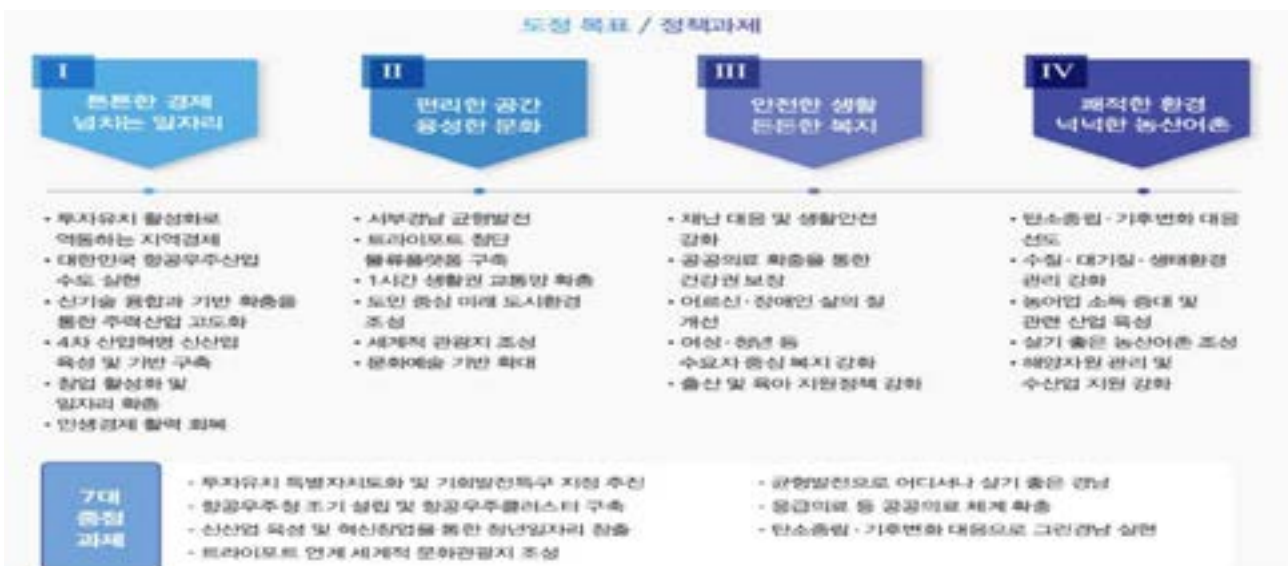 도정 목표 / 정책과제
I
튼튼한 경제
넘치는 일자리
II
편리한 공간
융성한 문화
III
안전한 생활
든든한 복지
IV
쾌적한 환경
넉넉한 농산어촌
• 투자유치 활성화로
역동하는 지역경제
• 대한민국 항공우주산업
수도 실현
• 신기술 융합과 기반 확충을
통한 주력산업 고도화
• 4차 산업혁명 신산업
육성 및 기반 구축
• 창업 활성화 및
일자리 확충
• 민생경제 활력 회복
• 서부경남 균형발전
• 트라이포트 첨단
물류플랫폼 구축
• 1시간 생활권 교통망 확충
• 도민 중심 미래 도시환경
조성
• 세계적 관광지 조성
• 문화예술 기반 확대
• 재난 대응 및 생활안전
강화
• 공공의료 확충을 통한
건강권 보장
• 어르신·장애인 삶의 질
개선
• 여성·청년 등
수요자 중심 복지 강화
• 출산 및 육아 지원정책 강화
• 탄소중립·기후변화 대응
선도
• 수질·대기질·생태환경
관리 강화
• 농어업 소득 증대 및
관련 산업 육성
• 살기 좋은 농산어촌 조성
• 해양자원 관리 및
수산업 지원 강화
7대
중점
과제
- 투자유치 특별자치도화 및 기회발전특구 지정 추진
- 항공우주청 조기 설립 및 항공우주클러스터 구축
- 신산업 육성 및 혁신창업을 통한 청년일자리 창출
- 트라이포트 연계 세계적 문화관광지 조성
- 균형발전으로 어디서나 살기 좋은 경남
- 응급의료 등 공공의료 체계 확충
- 탄소중립·기후변화 대응으로 그린경남 실현